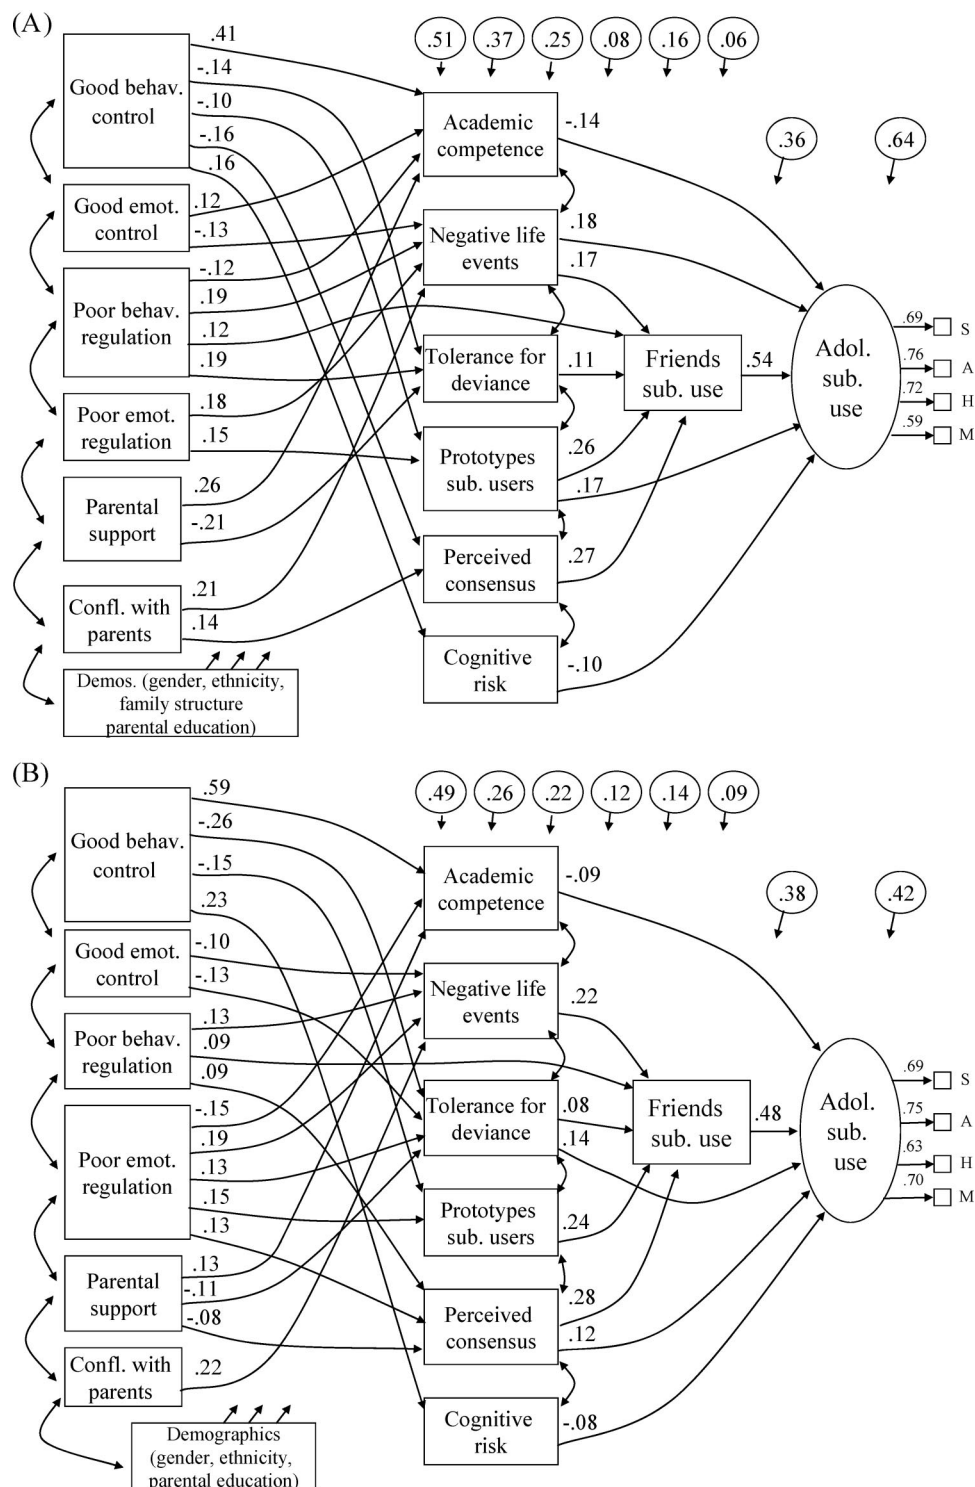 (A)
.51 .37 .25 .08 .16 .06
.36 .64
Good behav.
control
.41
-.14
-.10
-.16
.16
Good emot.
control
.12
-.13
Poor behav.
regulation
-.12
.19
.12
.19
Poor emot.
regulation
.18
.15
Parental
support
.26
-.21
Confl. with
parents
.21
.14
Demos. (gender, ethnicity,
family structure
parental education)
Academic
competence
-.14
Negative life
events
.18
.17
Tolerance for
deviance
.11
Prototypes
sub. users
.26
.17
Perceived
consensus
.27
Cognitive
risk
-.10
Friends
sub. use
.54
Adol.
sub.
use
.69 S
.76 A
.72 H
.59 M
(B)
.49 .26 .22 .12 .14 .09
.38 .42
Good behav.
control
.59
-.26
-.15
.23
Good emot.
control
-.10
-.13
Poor behav.
regulation
.13
.09
.09
Poor emot.
regulation
-.15
.19
.13
.15
.13
Parental
support
.13
-.11
-.08
Confl. with
parents
.22
Demographics
(gender, ethnicity,
parental education)
Academic
competence
-.09
Negative life
events
.22
Tolerance for
deviance
.08
.14
Prototypes
sub. users
.24
Perceived
consensus
.28
.12
Cognitive
risk
-.08
Friends
sub. use
.48
Adol.
sub.
use
.69 S
.75 A
.63 H
.70 M